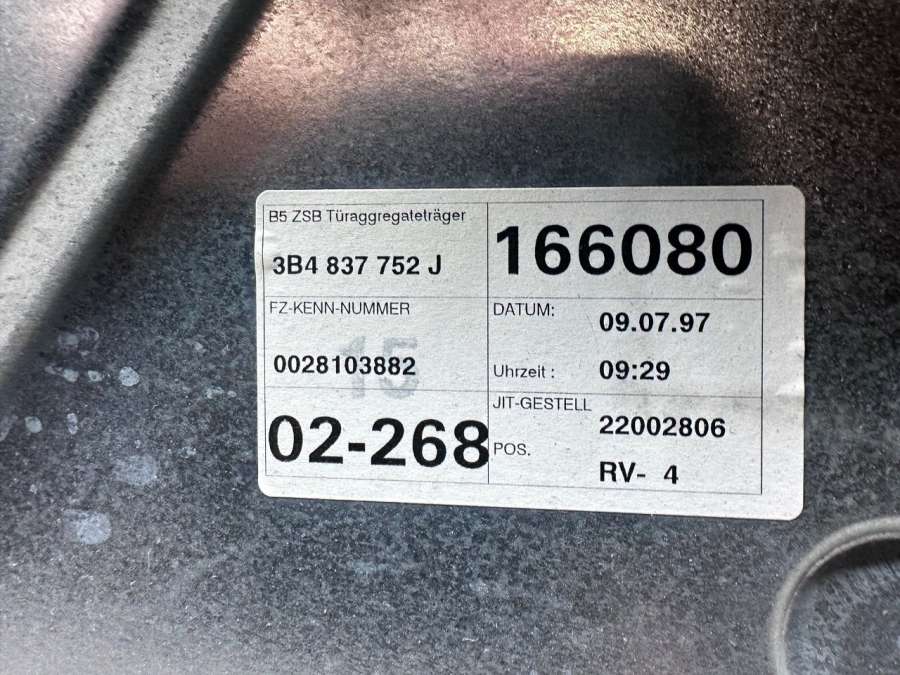 B5 ZSB Türaggregateträger
3B4 837 752 J
166080
FZ-KENN-NUMMER
0028103882
15
DATUM: 09.07.97
Uhrzeit : 09:29
02-268
JIT-GESTELL
22002806
POS.
RV- 4